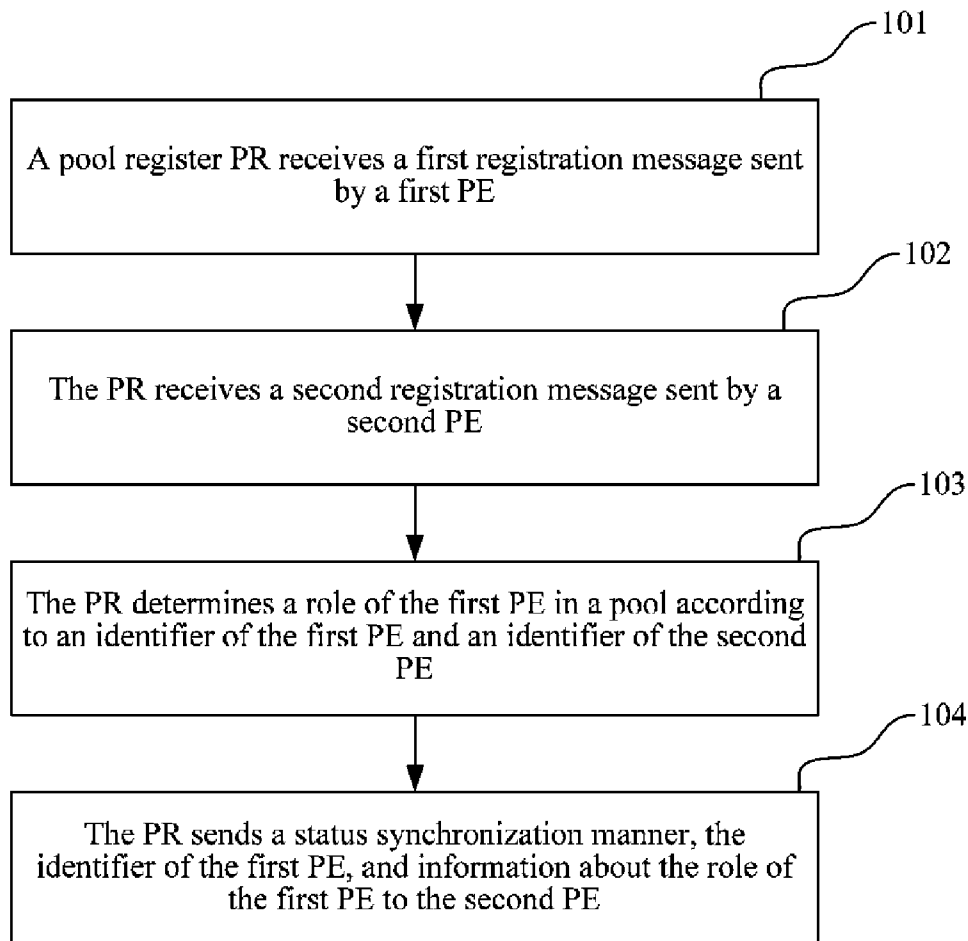 101
A pool register PR receives a first registration message sent
by a first PE
102
The PR receives a second registration message sent by a
second PE
103
The PR determines a role of the first PE in a pool according
to an identifier of the first PE and an identifier of the second
PE
104
The PR sends a status synchronization manner, the
identifier of the first PE, and information about the role of
the first PE to the second PE